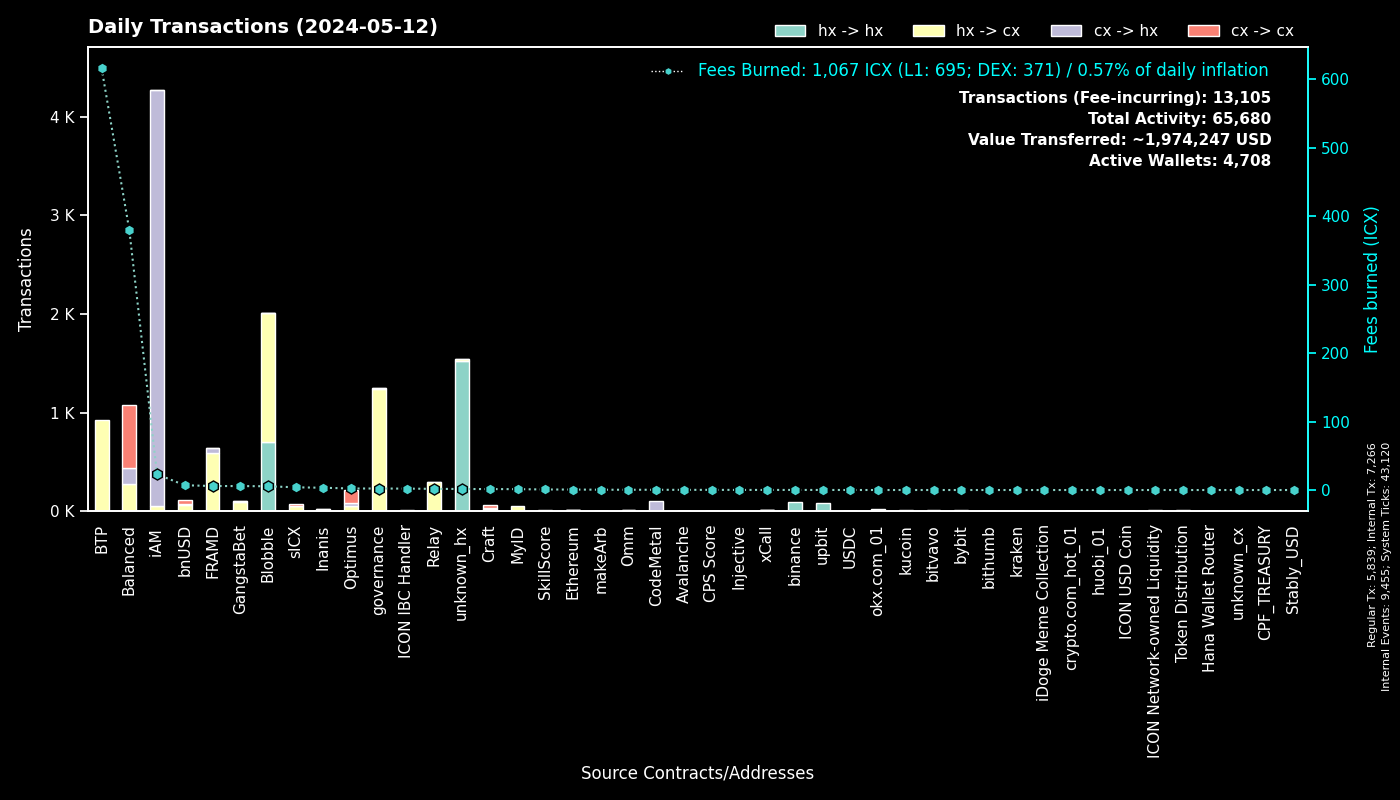 Daily Transactions (2024-05-12)
hx -> hx
hx -> cx
cx -> hx
cx -> cx
Fees Burned: 1,067 ICX (L1: 695; DEX: 371) / 0.57% of daily inflation
Transactions (Fee-incurring): 13,105
Total Activity: 65,680
Value Transferred: ~1,974,247 USD
Active Wallets: 4,708
Transactions
4 K
3 K
2 K
1 K
0 K
600
500
400
300
200
100
0
Fees burned (ICX)
BTP
Balanced
iAM
bnUSD
FRAMD
GangstaBet
Blobble
sICX
Inanis
Optimus
governance
ICON IBC Handler
Relay
unknown_hx
Craft
MyID
SkillScore
Ethereum
makeArb
Omm
CodeMetal
Avalanche
CPS Score
Injective
xCall
binance
upbit
USDC
okx.com_01
kucoin
bitvavo
bybit
bithumb
kraken
iDoge Meme Collection
crypto.com_hot_01
huobi_01
ICON USD Coin
ICON Network-owned Liquidity
Token Distribution
Hana Wallet Router
unknown_cx
CPF_TREASURY
Stably_USD
Source Contracts/Addresses
Regular Tx: 5,839; Internal Tx: 7,266
Internal Events: 9,455; System Ticks: 43,120